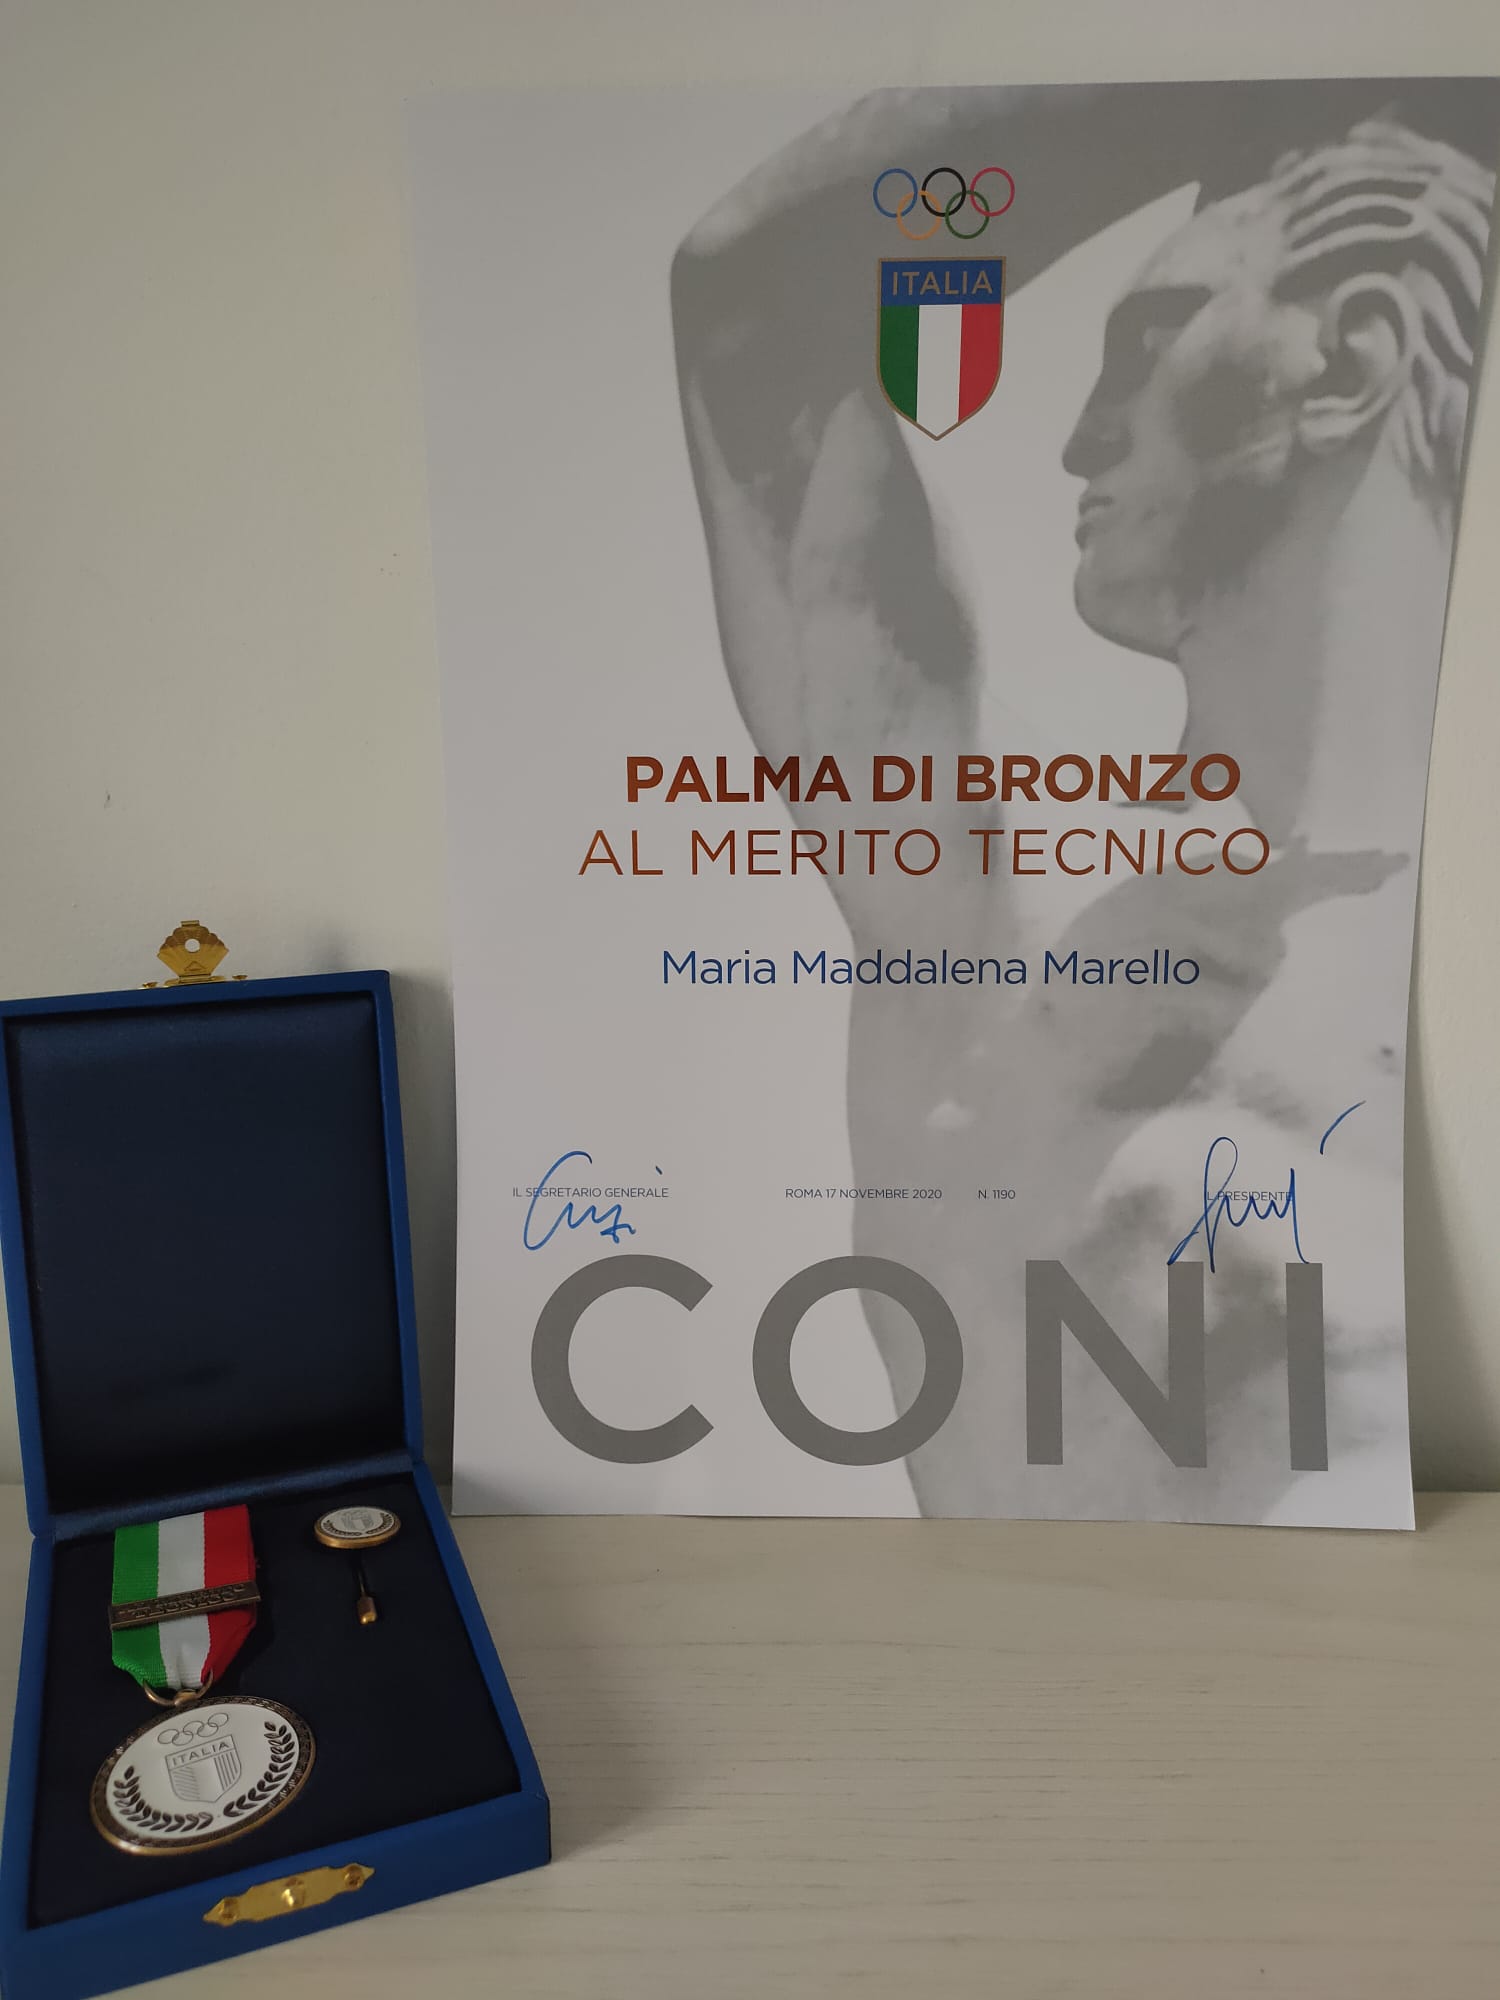 ITALIA
PALMA DI BRONZO
AL MERITO TECNICO
Maria Maddalena Marello
IL SEGRETARIO GENERALE
ROMA 17 NOVEMBRE 2020 N. 1190
IL PRESIDENTE
CONI
TECNICO
ITALIA